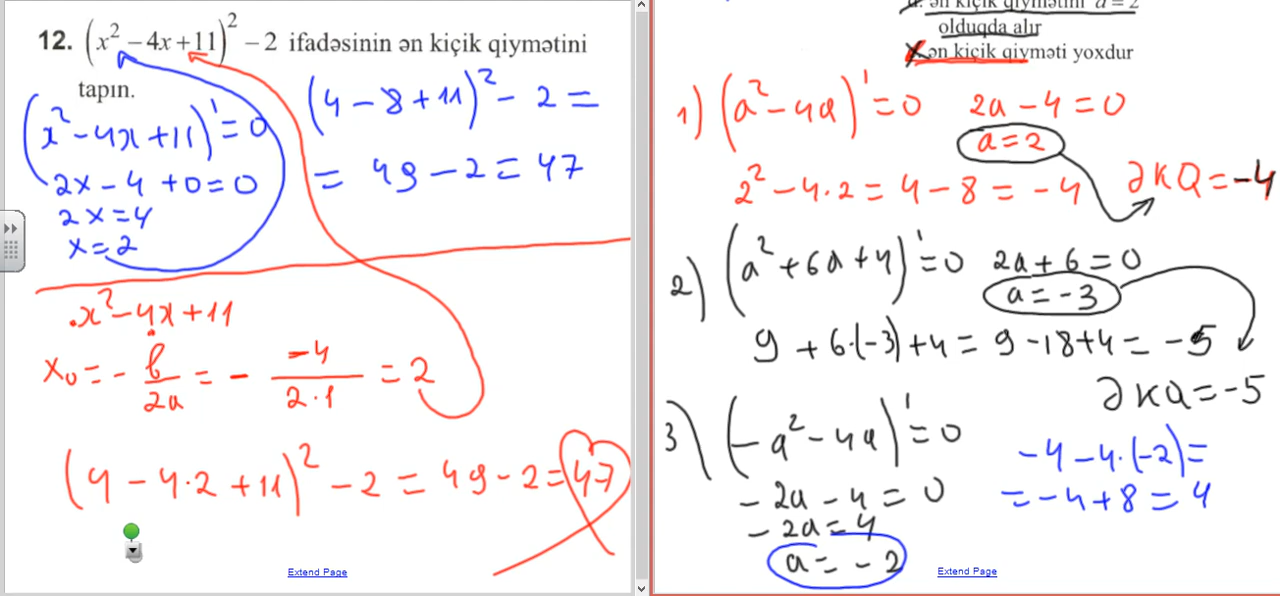 12. (x² – 4x + 11)² – 2 ifadəsinin ən kiçik qiymətini
tapın.
(x² – 4x + 11)' = 0
2x – 4 + 0 = 0
2x = 4
x = 2
(4 – 8 + 11)² – 2 =
= 49 – 2 = 47
x² – 4x + 11
x₀ = – b/2a = – –4/2·1 = 2
(4 – 4·2 + 11)² – 2 = 49 – 2 = 47
Extend Page
ən kiçik qiymətini a = 2
olduqda alır
ən kiçik qiyməti yoxdur
1) (a² – 4a)' = 0 2a – 4 = 0
a = 2
2² – 4·2 = 4 – 8 = –4 ƏKQ = –4
2) (a² + 6a + 4)' = 0 2a + 6 = 0
a = –3
9 + 6·(–3) + 4 = 9 – 18 + 4 = –5
ƏKQ = –5
3) (–a² – 4a)' = 0
–2a – 4 = 0
–2a = 4
a = –2
–4 – 4·(–2) =
= –4 + 8 = 4
Extend Page